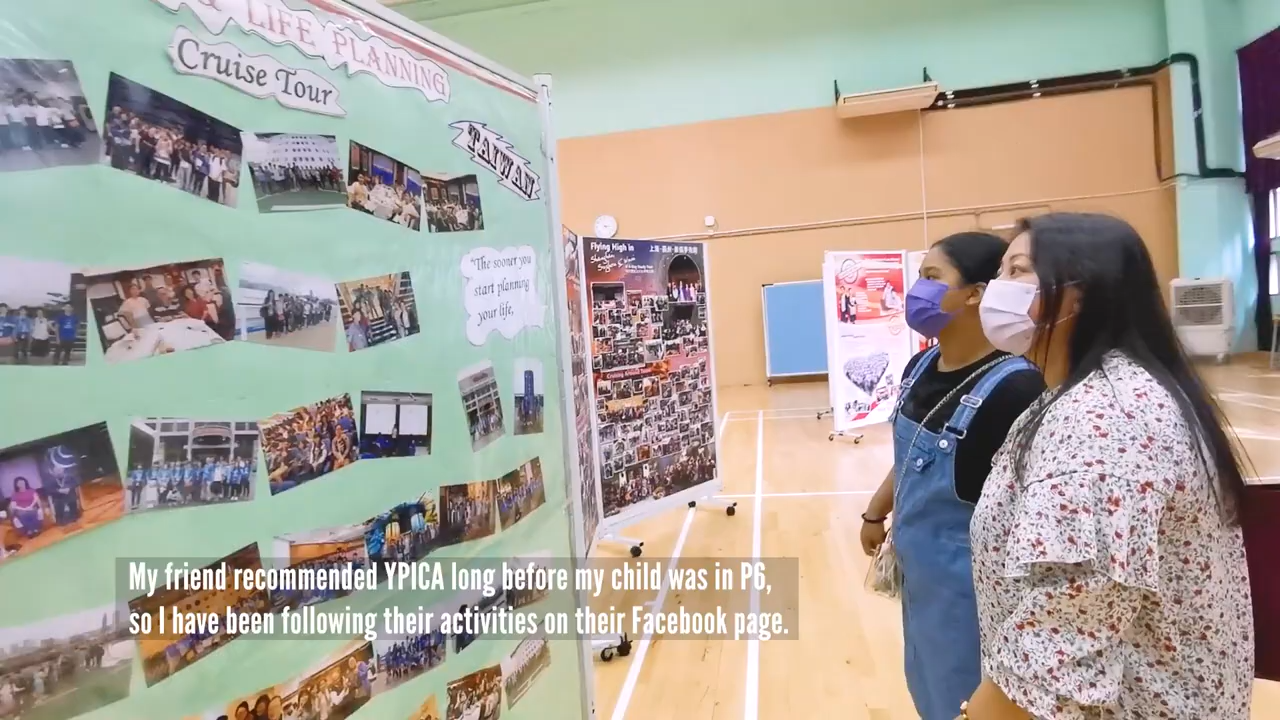 & LIFE PLANNING
Cruise Tour
TAIWAN
"The sooner you
start planning
your life,
Flying High in
Shanghai
My friend recommended YPICA long before my child was in P6,
so I have been following their activities on their Facebook page.